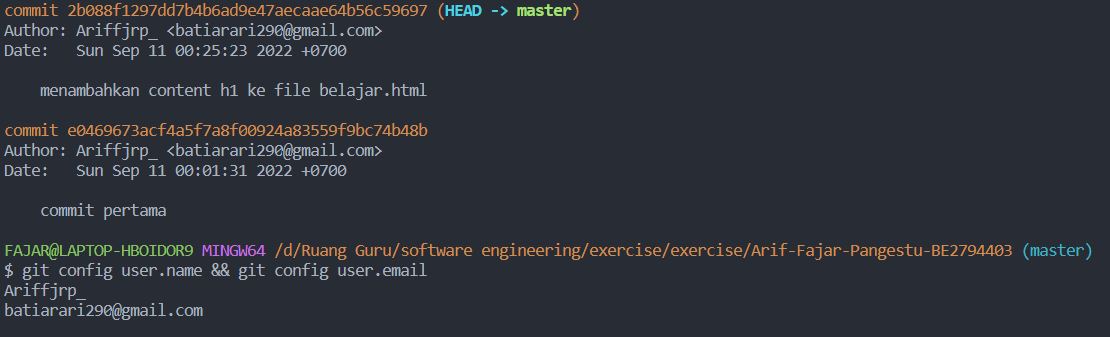 commit 2b088f1297dd7b4b6ad9e47aecaae64b56c59697 (HEAD -> master)
Author: Ariffjrp_ <batiarari290@gmail.com>
Date:   Sun Sep 11 00:25:23 2022 +0700
menambahkan content h1 ke file belajar.html
commit e0469673acf4a5f7a8f00924a83559f9bc74b48b
Author: Ariffjrp_ <batiarari290@gmail.com>
Date:   Sun Sep 11 00:01:31 2022 +0700
commit pertama
FAJAR@LAPTOP-HBOIDOR9 MINGW64 /d/Ruang Guru/software engineering/exercise/exercise/Arif-Fajar-Pangestu-BE2794403 (master)
$ git config user.name && git config user.email
Ariffjrp_
batiarari290@gmail.com